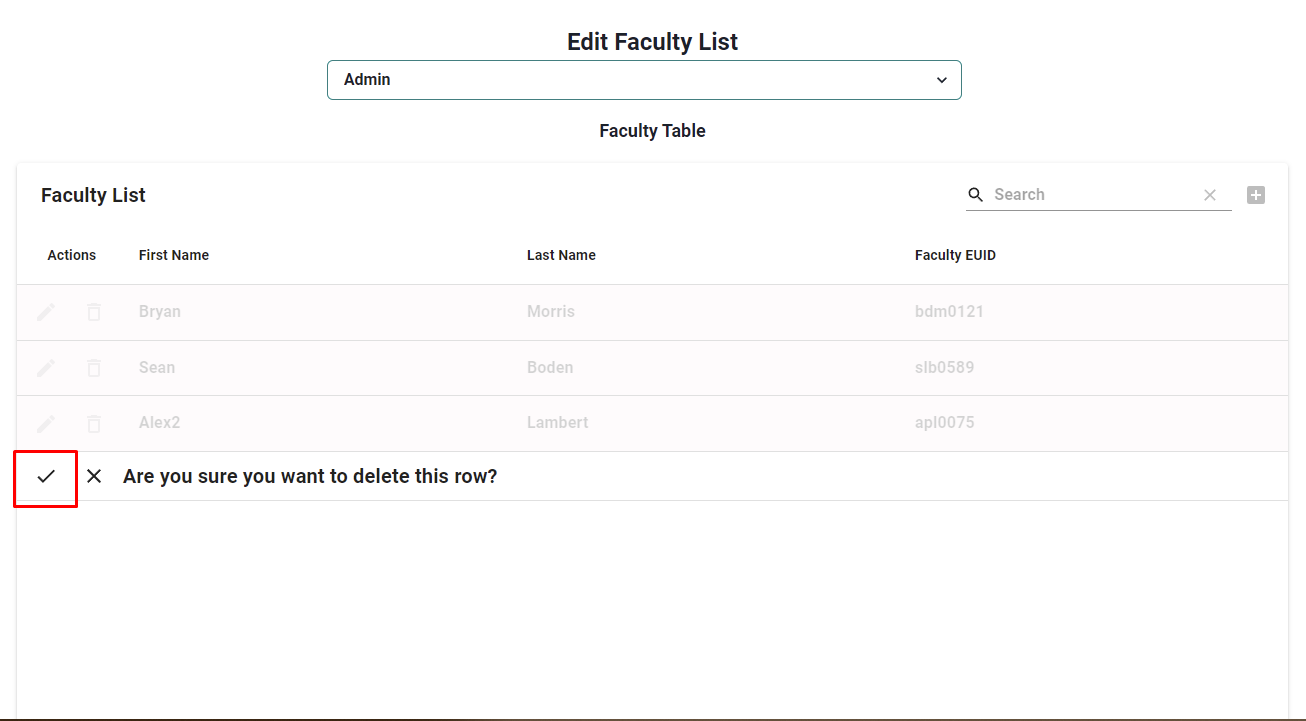 Edit Faculty List
Admin
Faculty Table
Faculty List
Search
Actions First Name Last Name Faculty EUID
Bryan Morris bdm0121
Sean Boden slb0589
Alex2 Lambert apl0075
Are you sure you want to delete this row?